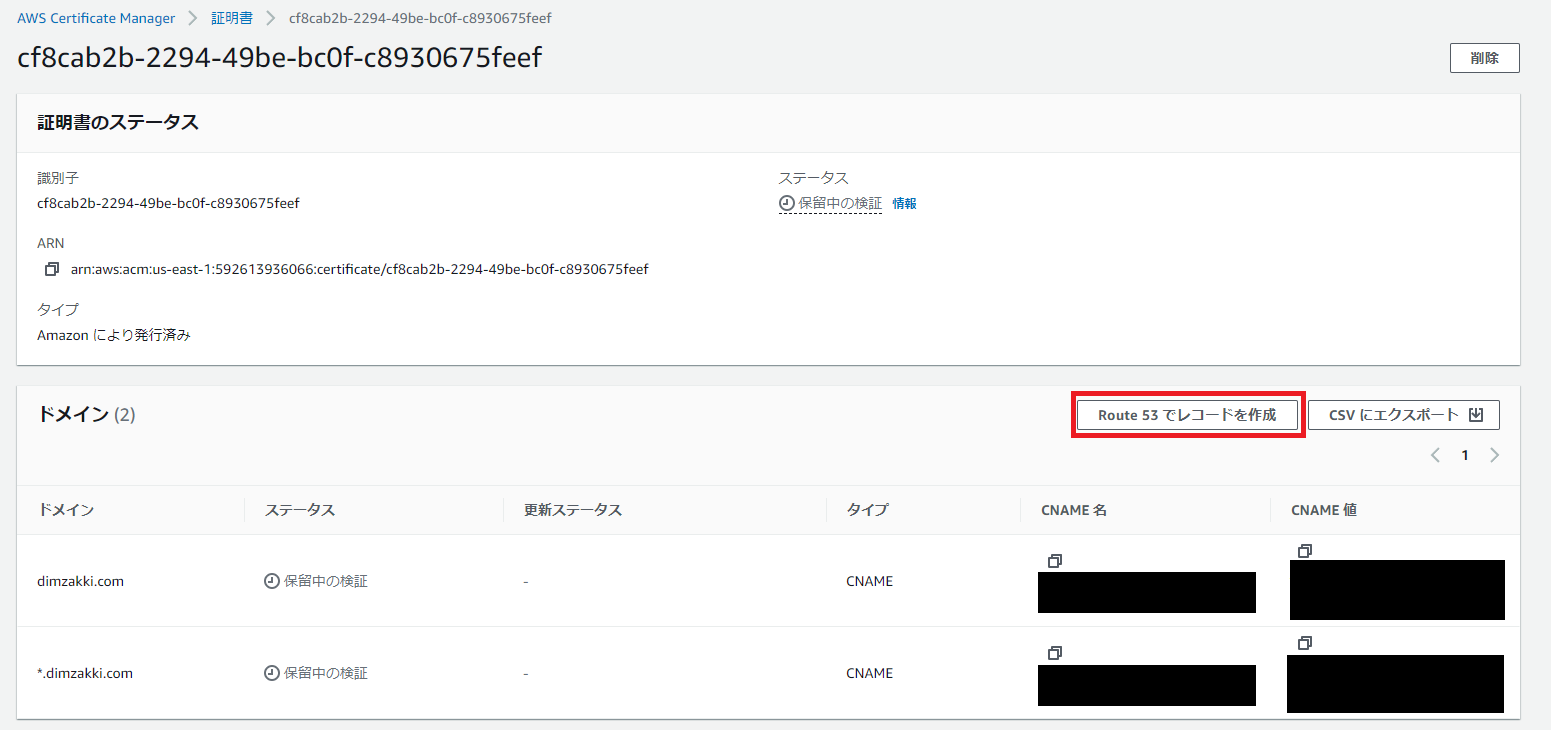 AWS Certificate Manager > 証明書 > cf8cab2b-2294-49be-bc0f-c8930675feef
cf8cab2b-2294-49be-bc0f-c8930675feef
削除
証明書のステータス
識別子
cf8cab2b-2294-49be-bc0f-c8930675feef
ステータス
保留中の検証 情報
ARN
arn:aws:acm:us-east-1:592613936066:certificate/cf8cab2b-2294-49be-bc0f-c8930675feef
タイプ
Amazon により発行済み
ドメイン (2)
Route 53 でレコードを作成
CSV にエクスポート
1
ドメイン ステータス 更新ステータス タイプ CNAME 名 CNAME 値
dimzakki.com 保留中の検証 - CNAME
*.dimzakki.com 保留中の検証 - CNAME